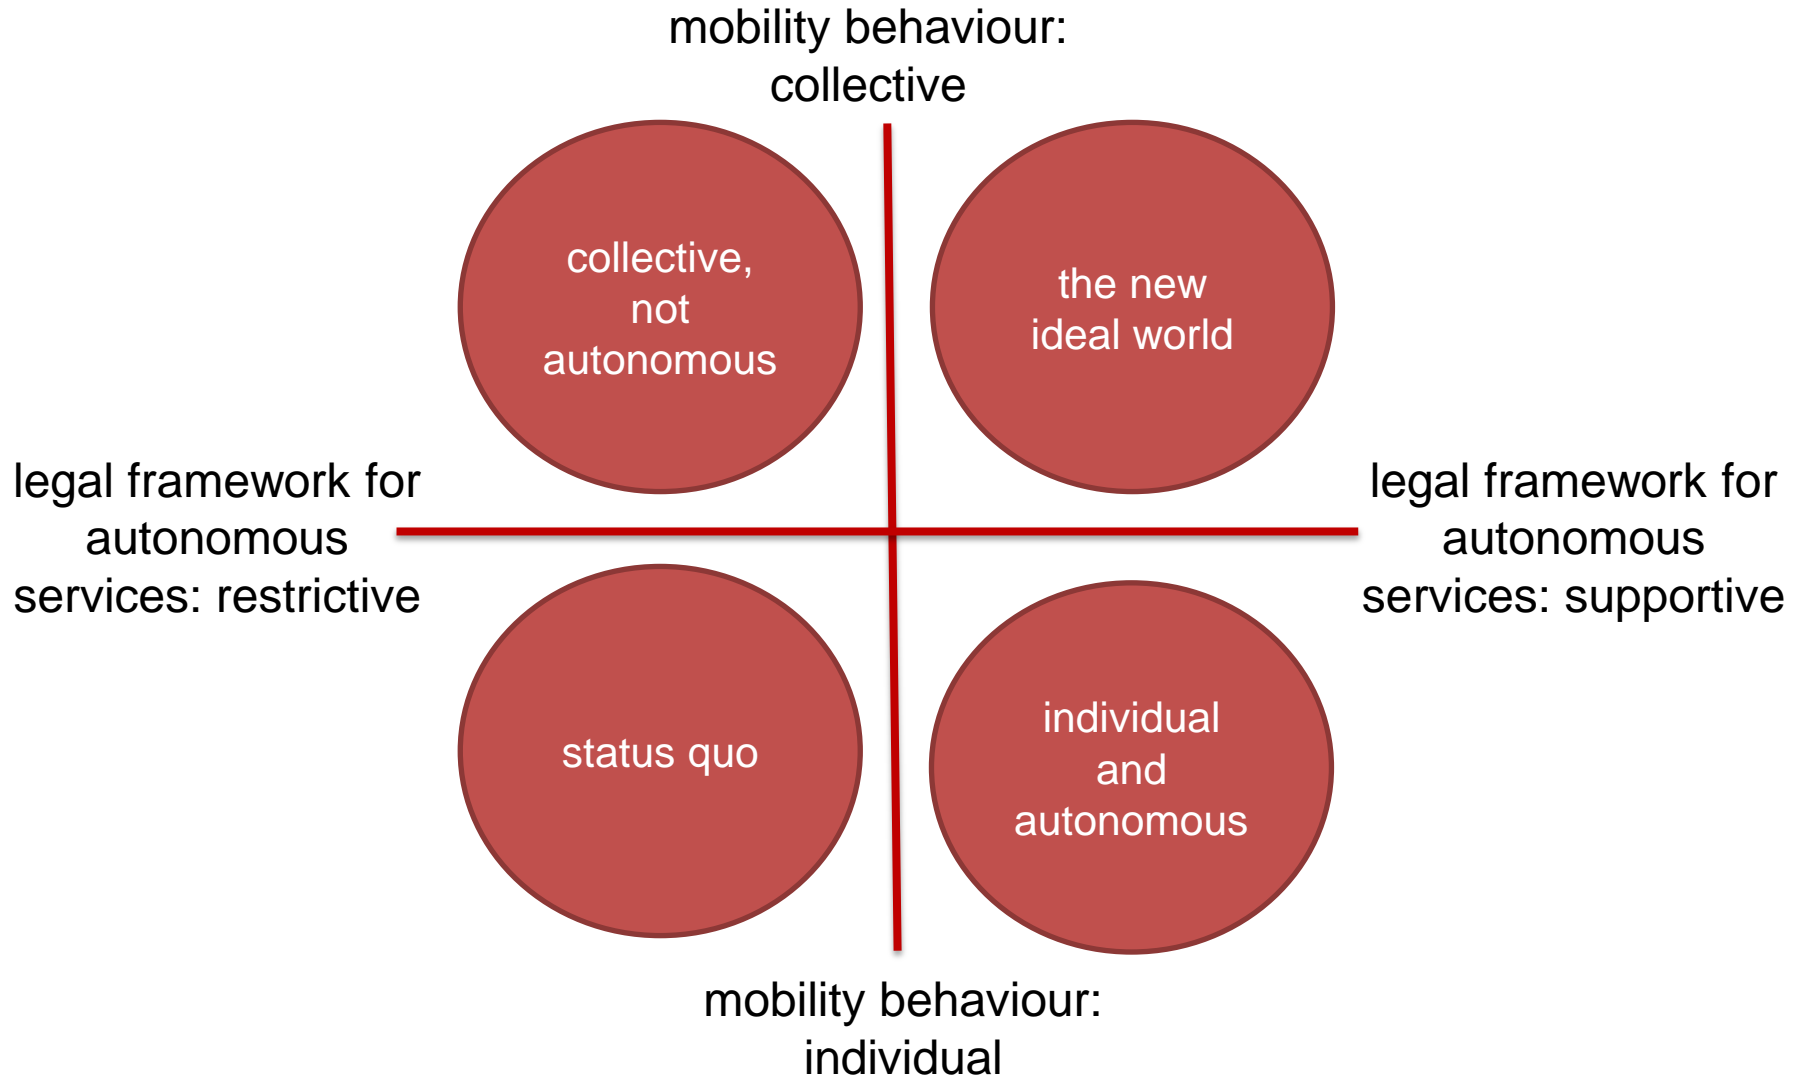 mobility behaviour:
collective
collective,
not
autonomous
the new
ideal world
legal framework for
autonomous
services: restrictive
legal framework for
autonomous
services: supportive
status quo
individual
and
autonomous
mobility behaviour:
individual